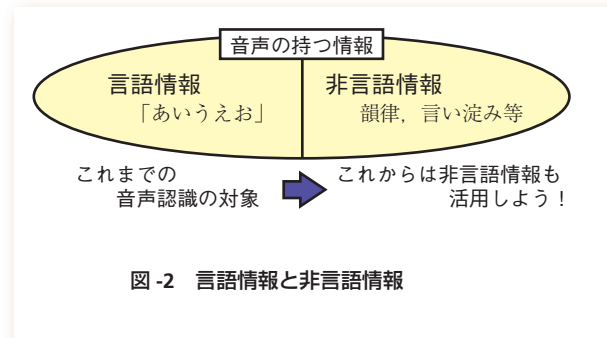 音声の持つ情報
言語情報
「あいうえお」
非言語情報
韻律，言い淀み等
これまでの
音声認識の対象
これからは非言語情報も
活用しよう！
図-2　言語情報と非言語情報